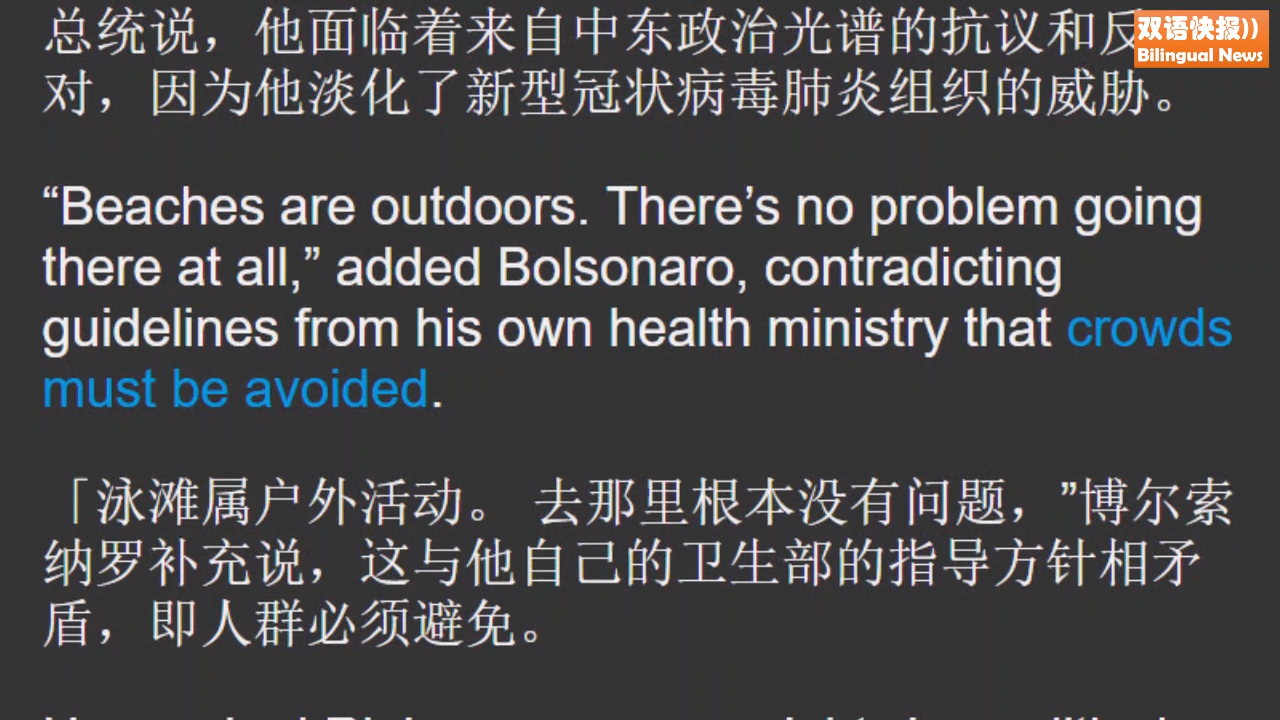 总统说，他面临着来自中东政治光谱的抗议和反
对，因为他淡化了新型冠状病毒肺炎组织的威胁。
双语快报))
Bilingual News
“Beaches are outdoors. There’s no problem going
there at all,” added Bolsonaro, contradicting
guidelines from his own health ministry that crowds
must be avoided.
「泳滩属户外活动。 去那里根本没有问题，”博尔索
纳罗补充说，这与他自己的卫生部的指导方针相矛
盾，即人群必须避免。